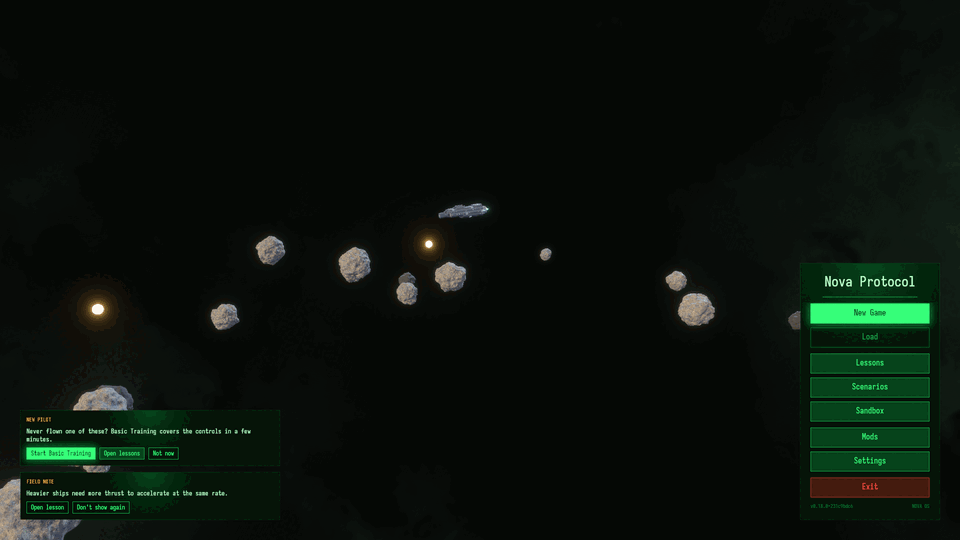 Nova Protocol
New Game
Load
Lessons
Scenarios
Sandbox
Mods
Settings
Exit
NOVA OS
NEW PILOT
Never flown one of these? Basic Training covers the controls in a few
minutes.
Start Basic Training
Open lessons
Not now
FIELD NOTE
Heavier ships need more thrust to accelerate at the same rate.
Open lesson
Don't show again